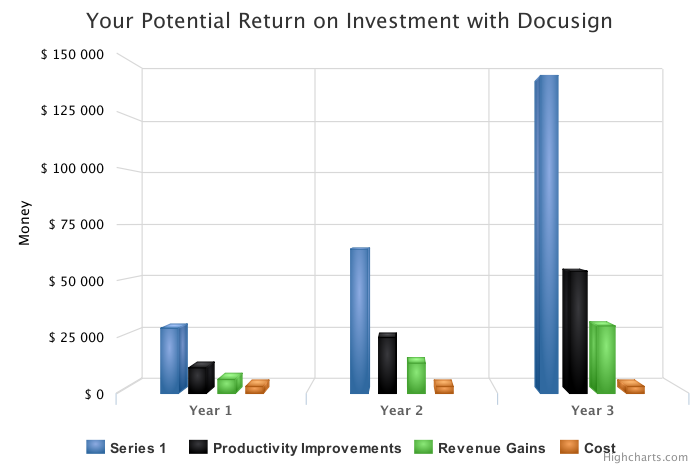 Your Potential Return on Investment with Docusign
$ 150 000
$ 125 000
$ 100 000
$ 75 000
$ 50 000
$ 25 000
$ 0
Money
Year 1
Year 2
Year 3
Series 1
Productivity Improvements
Revenue Gains
Cost
Highcharts.com